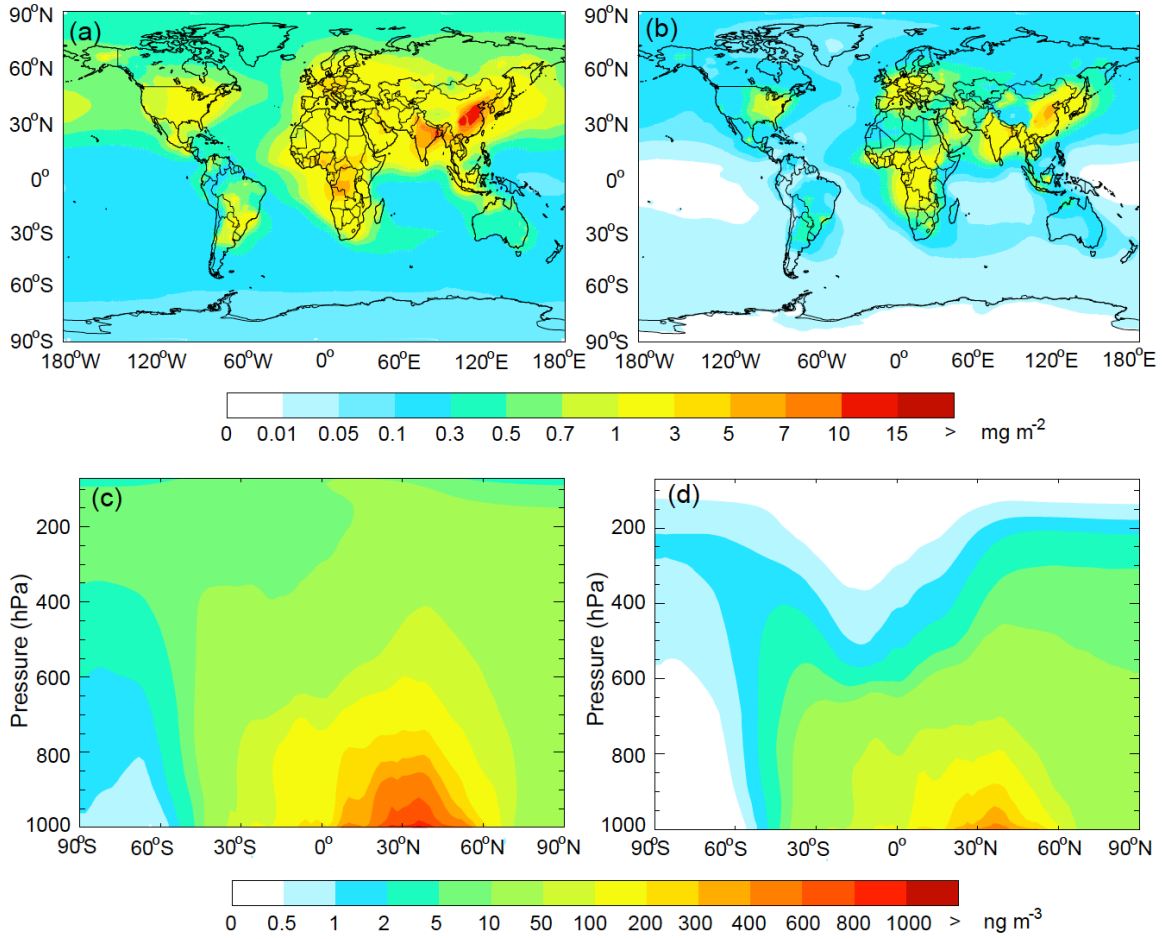 (a) (b)
90°N 90°N
60°N 60°N
30°N 30°N
0° 0°
30°S 30°S
60°S 60°S
90°S 90°S
180°W 120°W 60°W 0° 60°E 120°E 180°E 180°W 120°W 60°W 0° 60°E 120°E 180°E
0 0.01 0.05 0.1 0.3 0.5 0.7 1 3 5 7 10 15 > mg m⁻²
(c) (d)
200 200
400 400
Pressure (hPa) Pressure (hPa)
600 600
800 800
1000 1000
90°S 60°S 30°S 0° 30°N 60°N 90°N 90°S 60°S 30°S 0° 30°N 60°N 90°N
0 0.5 1 2 5 10 50 100 200 300 400 600 800 1000 > ng m⁻³